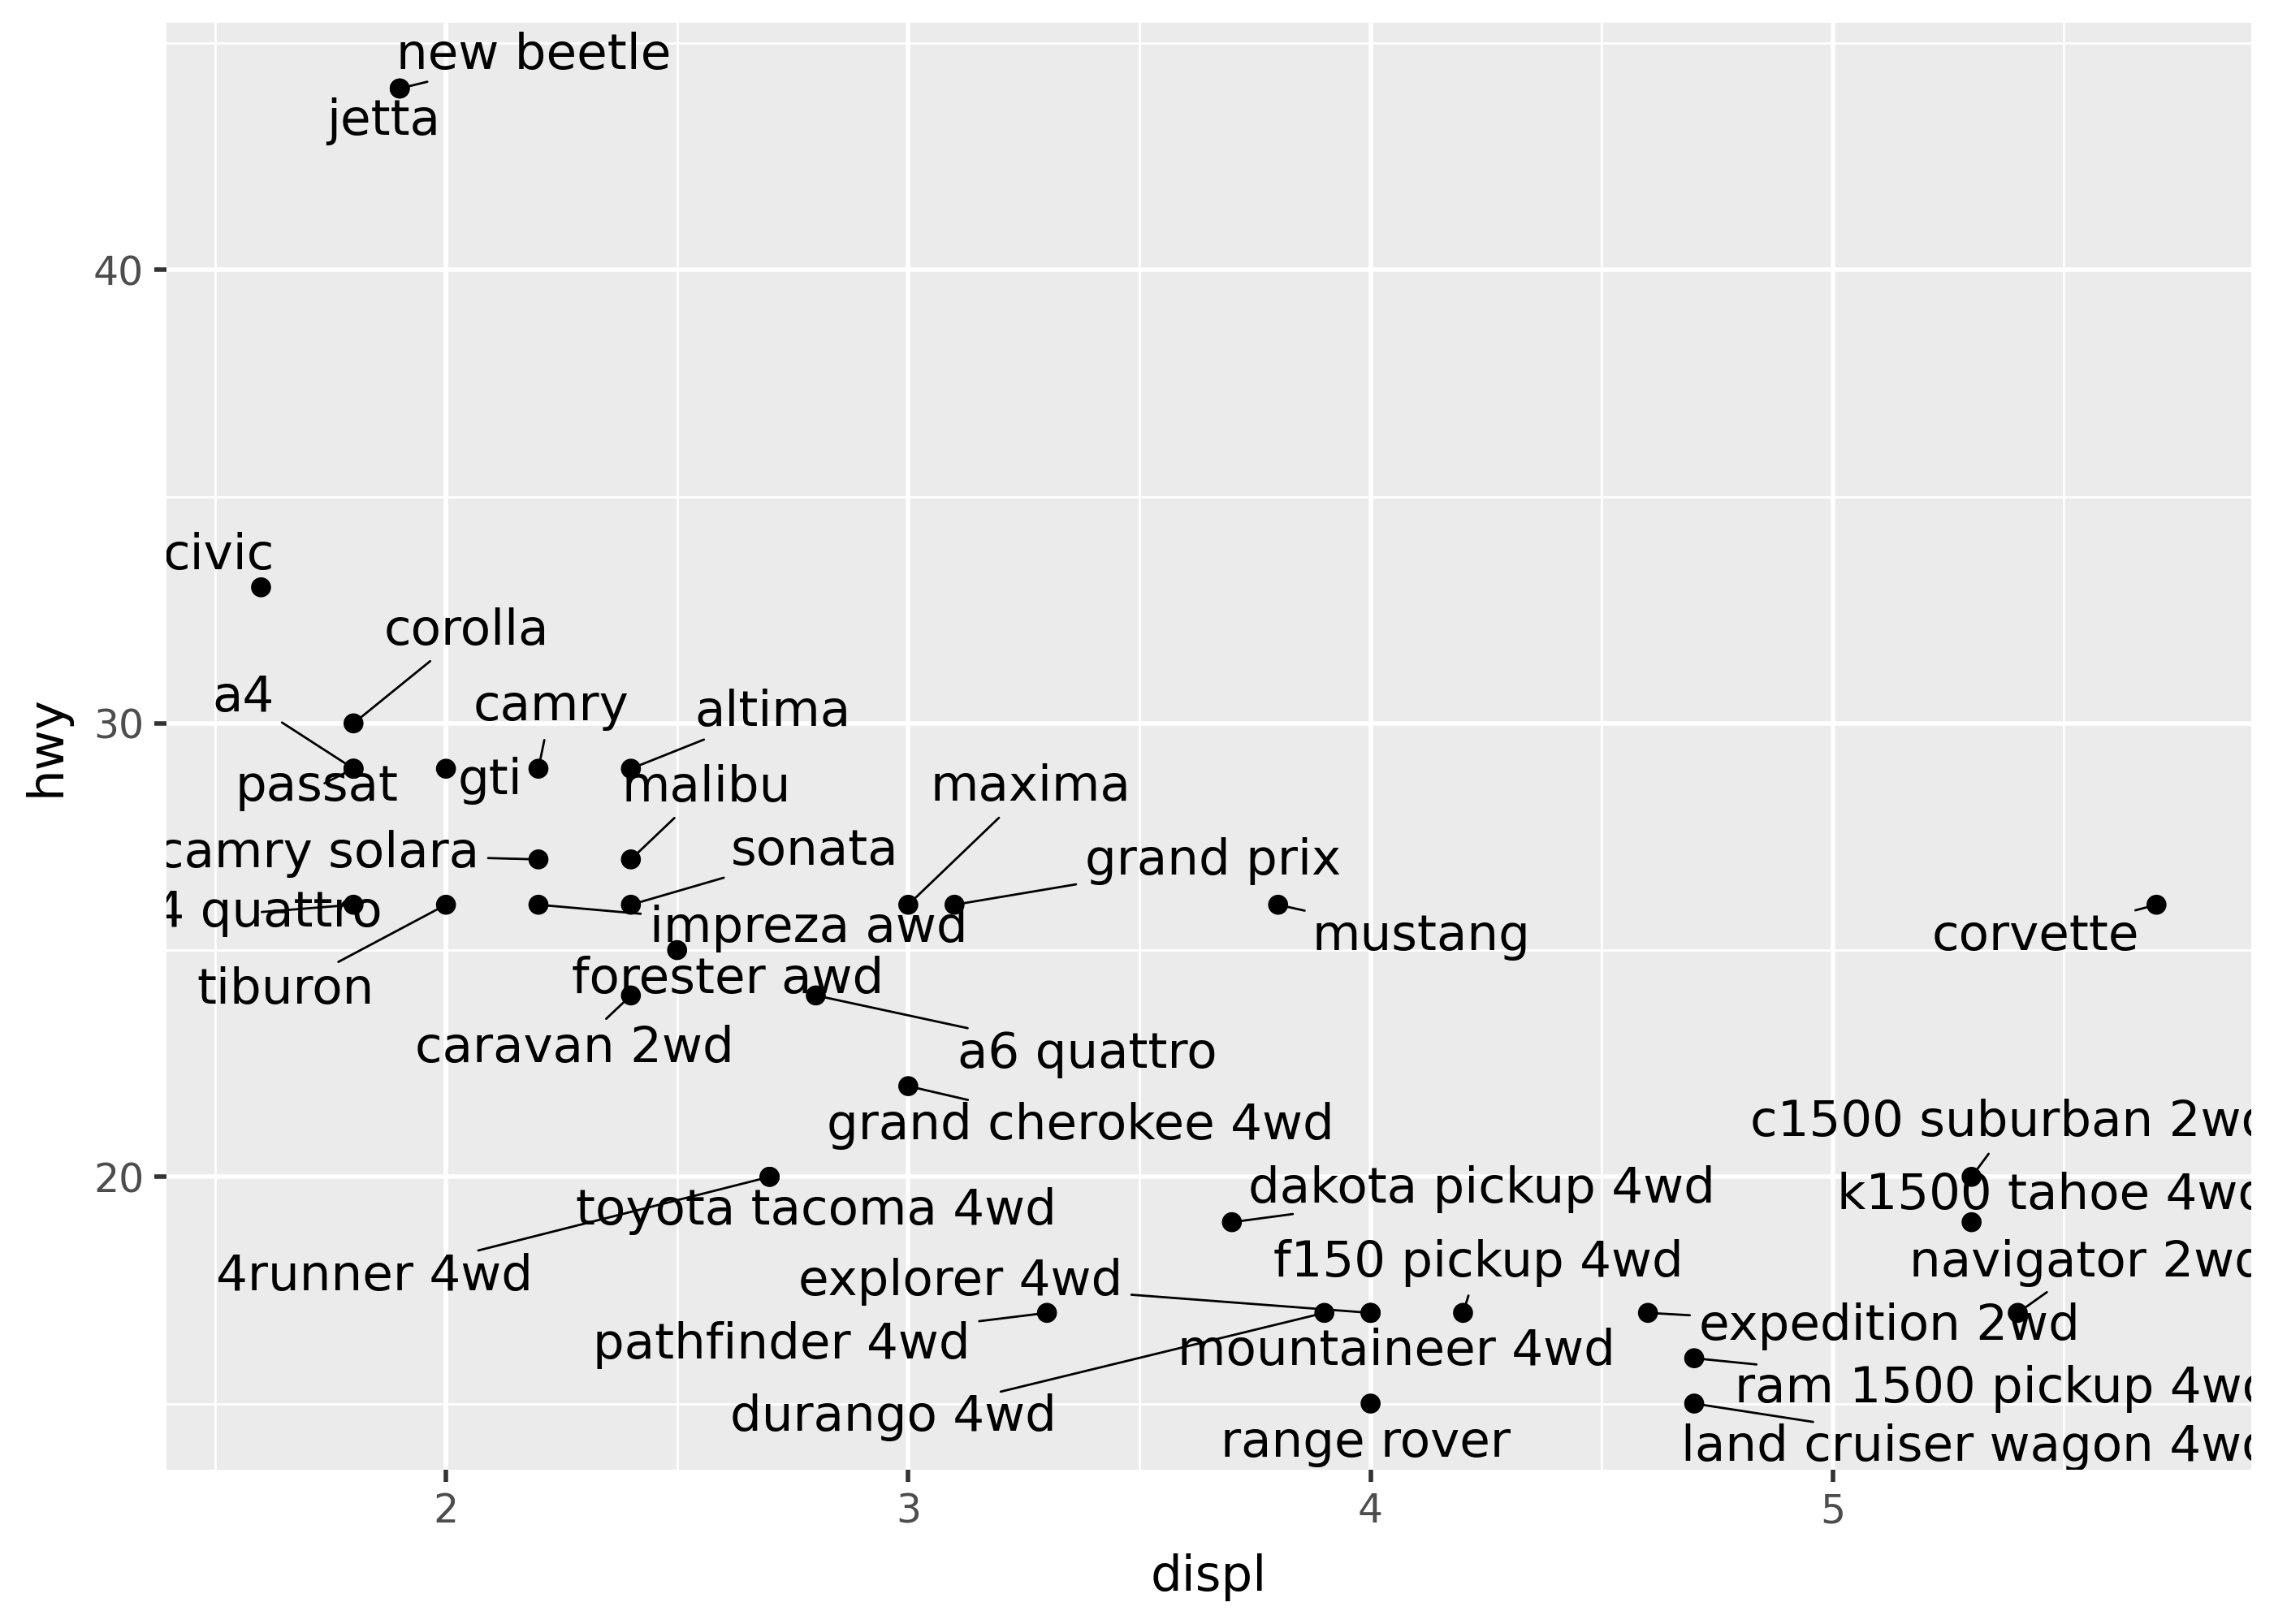 new beetle
jetta
40
civic
corolla
a4
camry
altima
30
passat
gti
malibu
maxima
camry solara
sonata
grand prix
4 quattro
impreza awd
mustang
corvette
tiburon
forester awd
caravan 2wd
a6 quattro
grand cherokee 4wd
c1500 suburban 2wd
20
toyota tacoma 4wd
dakota pickup 4wd
k1500 tahoe 4wd
4runner 4wd
explorer 4wd
f150 pickup 4wd
navigator 2wd
pathfinder 4wd
mountaineer 4wd
expedition 2wd
durango 4wd
range rover
ram 1500 pickup 4wd
land cruiser wagon 4wd
2 3 4 5
displ
hwy